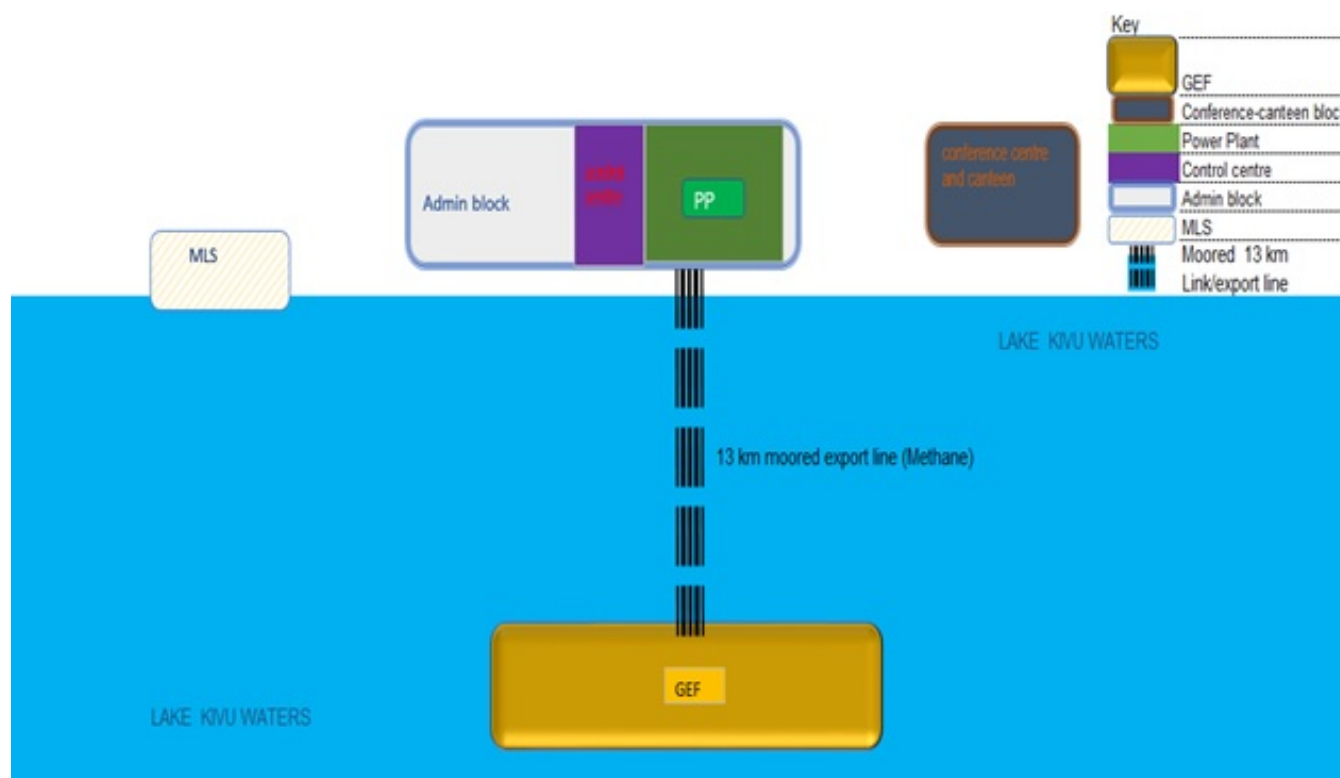 Key
GEF
Conference-canteen bloc
Power Plant
Control centre
Admin block
MLS
Moored 13 km
Link/export line
conference centre
and canteen
Admin block
PP
MLS
LAKE KIVU WATERS
13 km moored export line (Methane)
GEF
LAKE KIVU WATERS